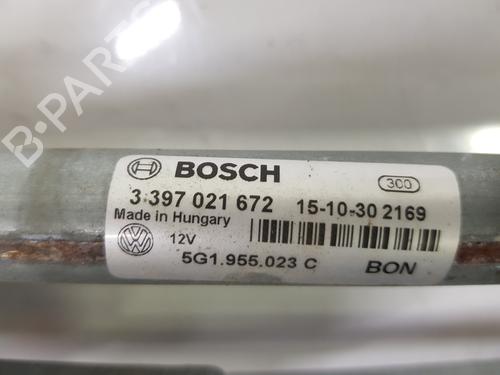 BOSCH
300
3 397 021 672 15-10-30 2169
Made in Hungary
12V
5G1.955.023 C BON
B-PARTS